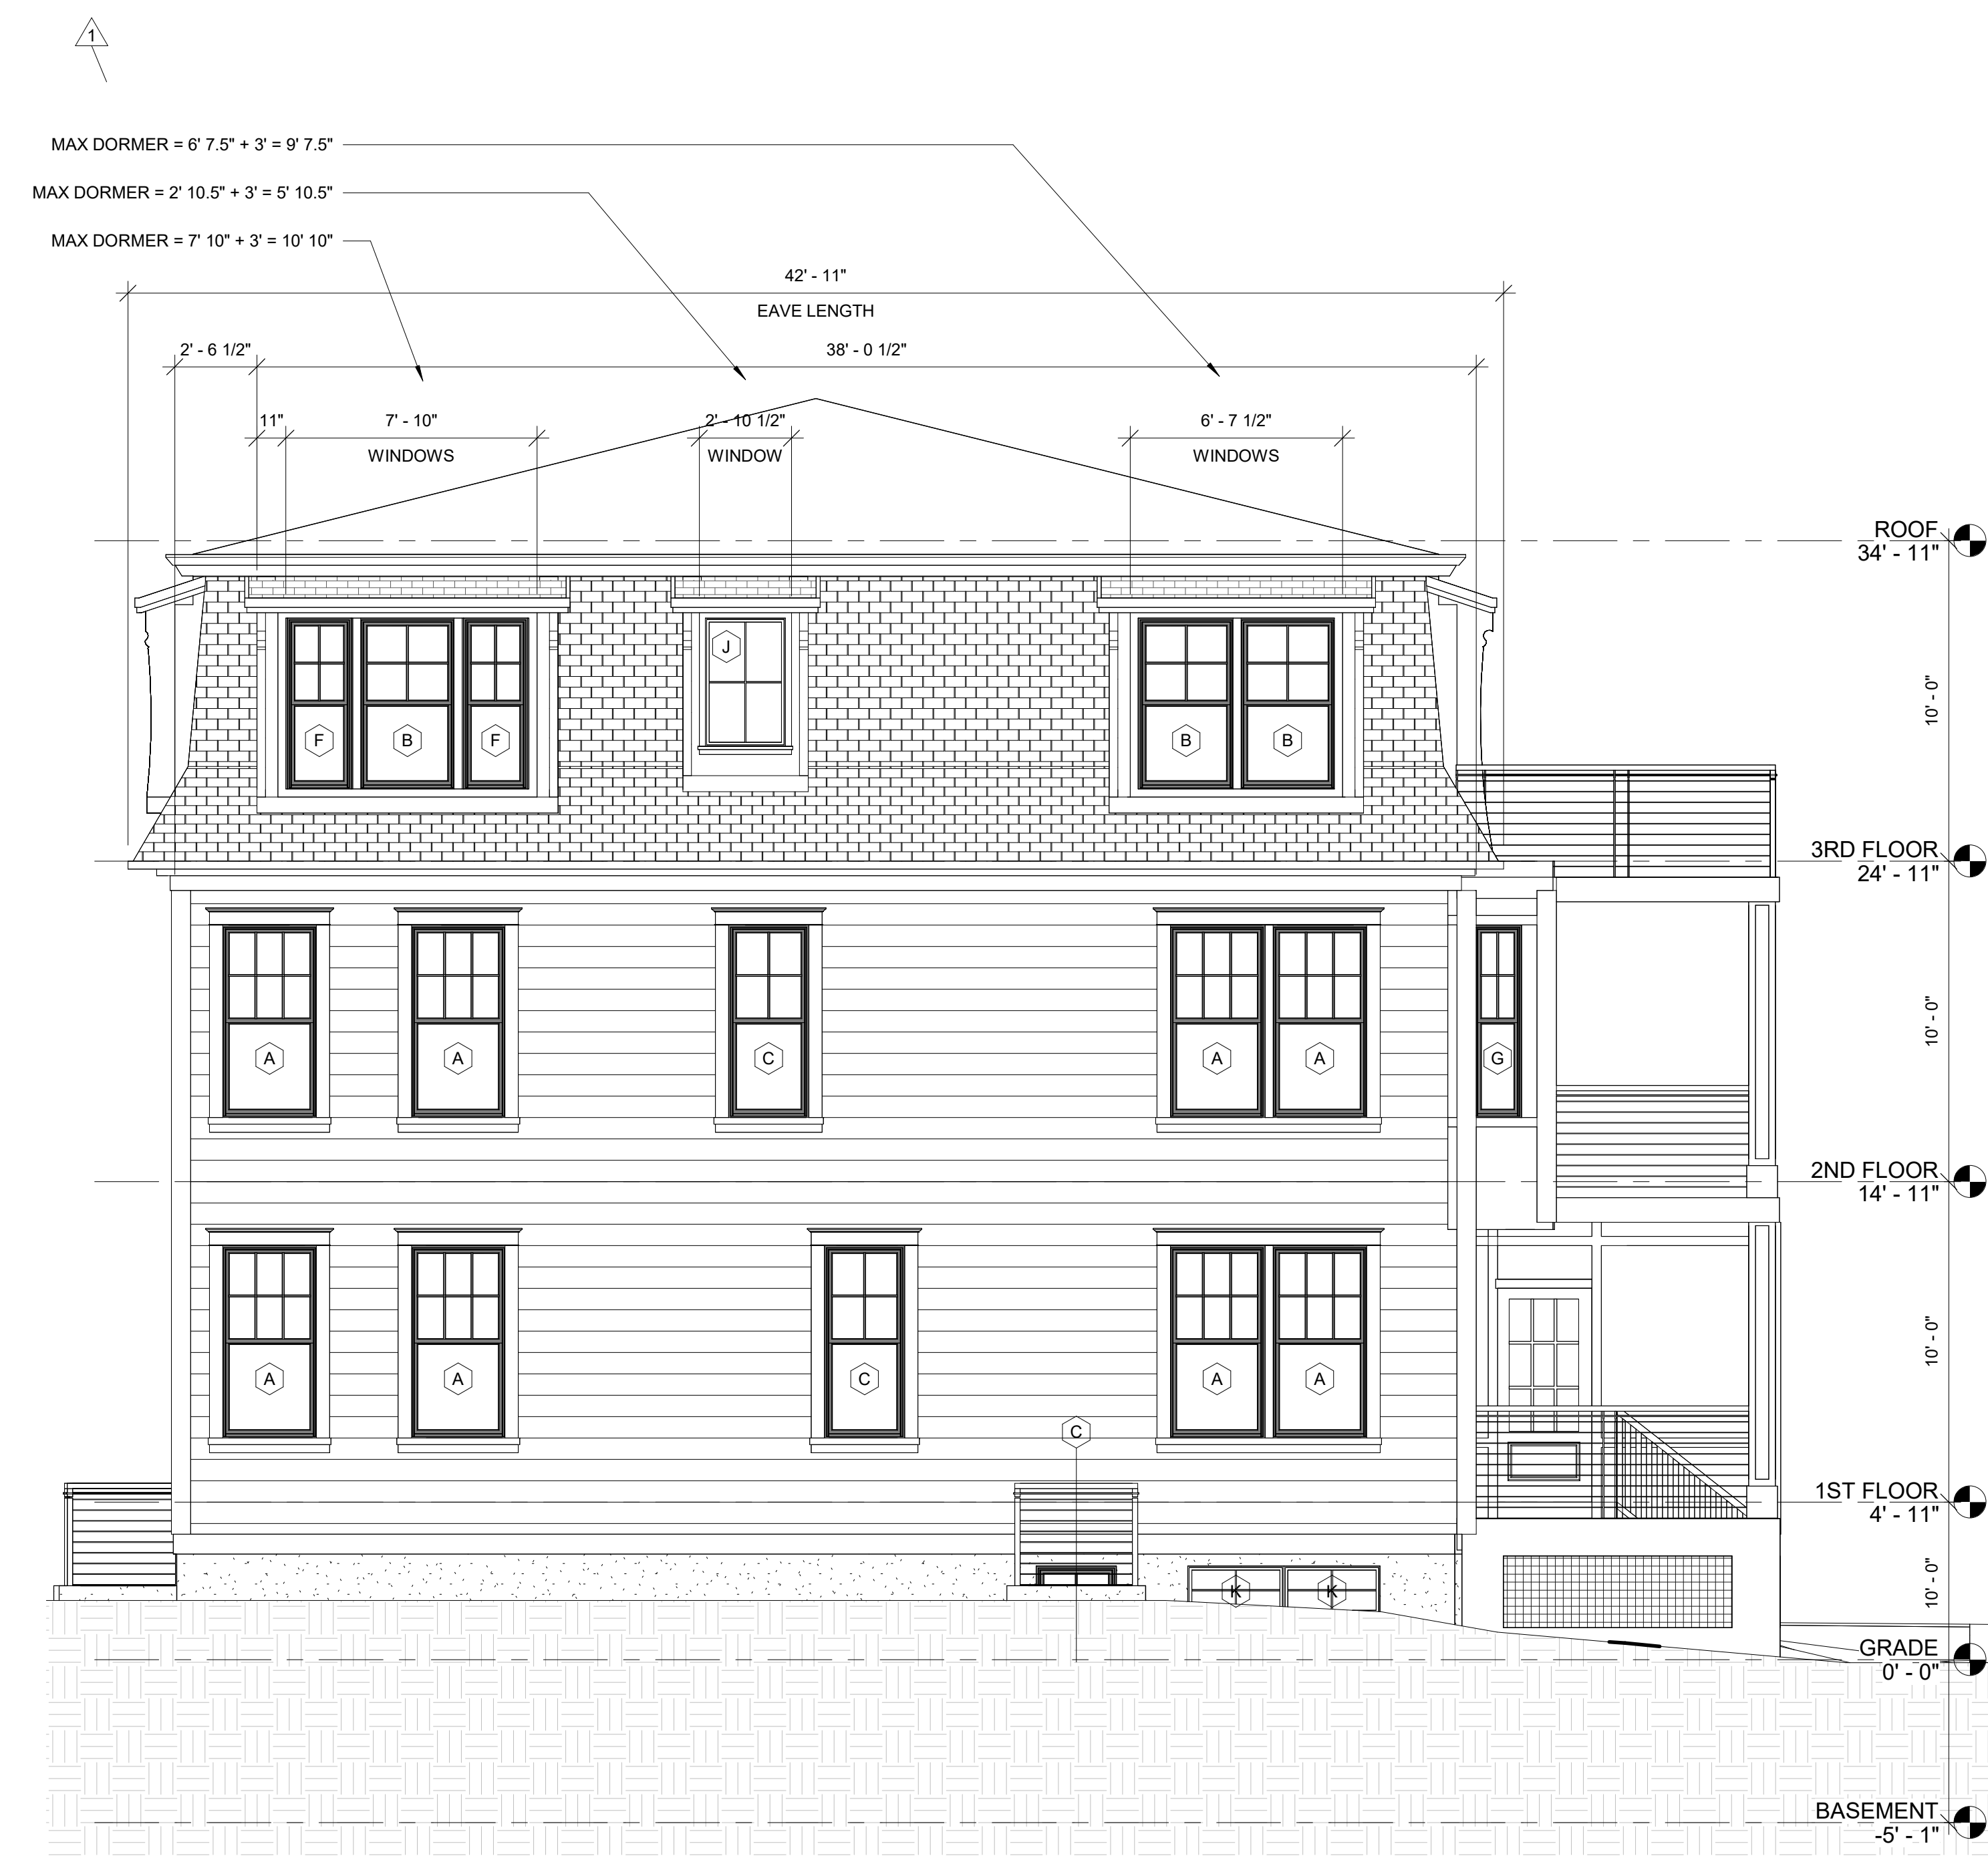 1
MAX DORMER = 6' 7.5" + 3' = 9' 7.5"
MAX DORMER = 2' 10.5" + 3' = 5' 10.5"
MAX DORMER = 7' 10" + 3' = 10' 10"
42' - 11"
EAVE LENGTH
2' - 6 1/2"
38' - 0 1/2"
11"
7' - 10"
2' - 10 1/2"
6' - 7 1/2"
WINDOWS
WINDOW
WINDOWS
ROOF
34' - 11"
J
10' - 0"
F
B
F
B
B
3RD FLOOR
24' - 11"
10' - 0"
A
A
C
A
A
G
2ND FLOOR
14' - 11"
10' - 0"
A
A
C
A
A
C
1ST FLOOR
4' - 11"
10' - 0"
K
K
GRADE
0' - 0"
BASEMENT
-5' - 1"